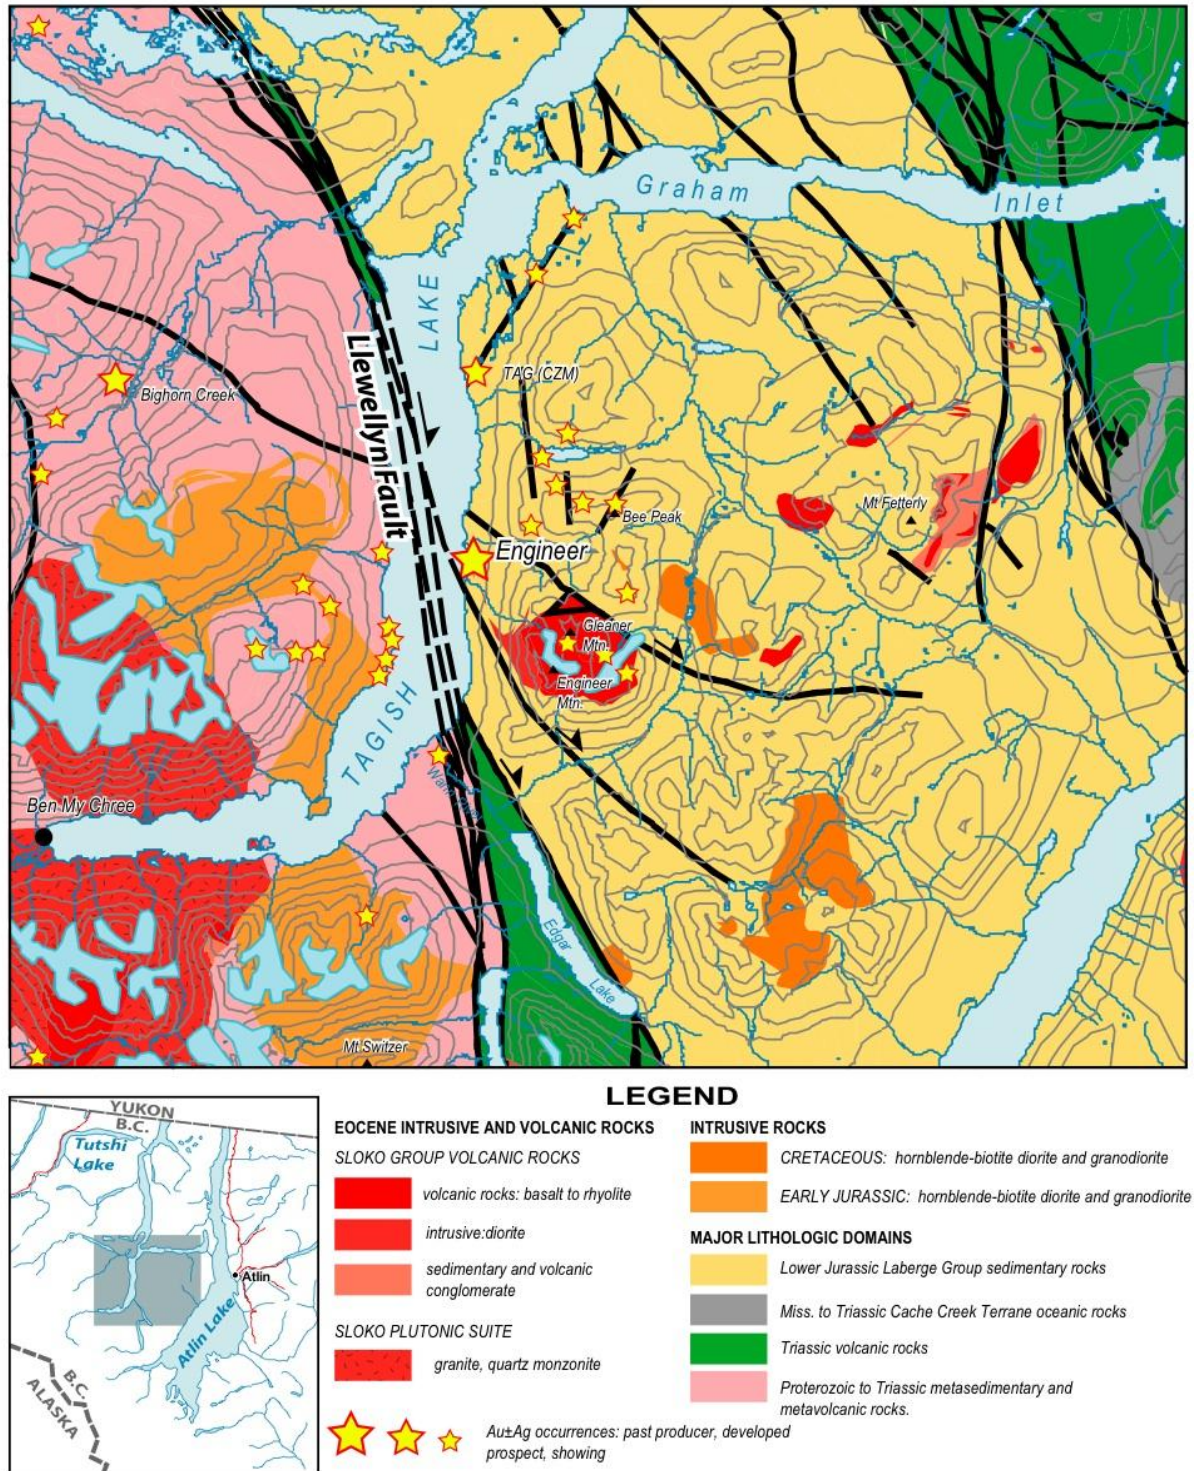 Graham
Inlet
LAKE
Llewellyn Fault
TAG (CZM)
Bighorn Creek
Bee Peak
Mt Fetterly
Engineer
Gleaner
Mtn.
Engineer
Mtn.
TAGISH
Ben My Chree
Edgar
Lake
Mt Switzer
LEGEND
YUKON
B.C.
Tutshi
Lake
Atlin
Atlin Lake
B.C.
ALASKA
EOCENE INTRUSIVE AND VOLCANIC ROCKS
SLOKO GROUP VOLCANIC ROCKS
volcanic rocks: basalt to rhyolite
intrusive:diorite
sedimentary and volcanic
conglomerate
SLOKO PLUTONIC SUITE
granite, quartz monzonite
Au±Ag occurrences: past producer, developed
prospect, showing
INTRUSIVE ROCKS
CRETACEOUS: hornblende-biotite diorite and granodiorite
EARLY JURASSIC: hornblende-biotite diorite and granodiorite
MAJOR LITHOLOGIC DOMAINS
Lower Jurassic Laberge Group sedimentary rocks
Miss. to Triassic Cache Creek Terrane oceanic rocks
Triassic volcanic rocks
Proterozoic to Triassic metasedimentary and
metavolcanic rocks.